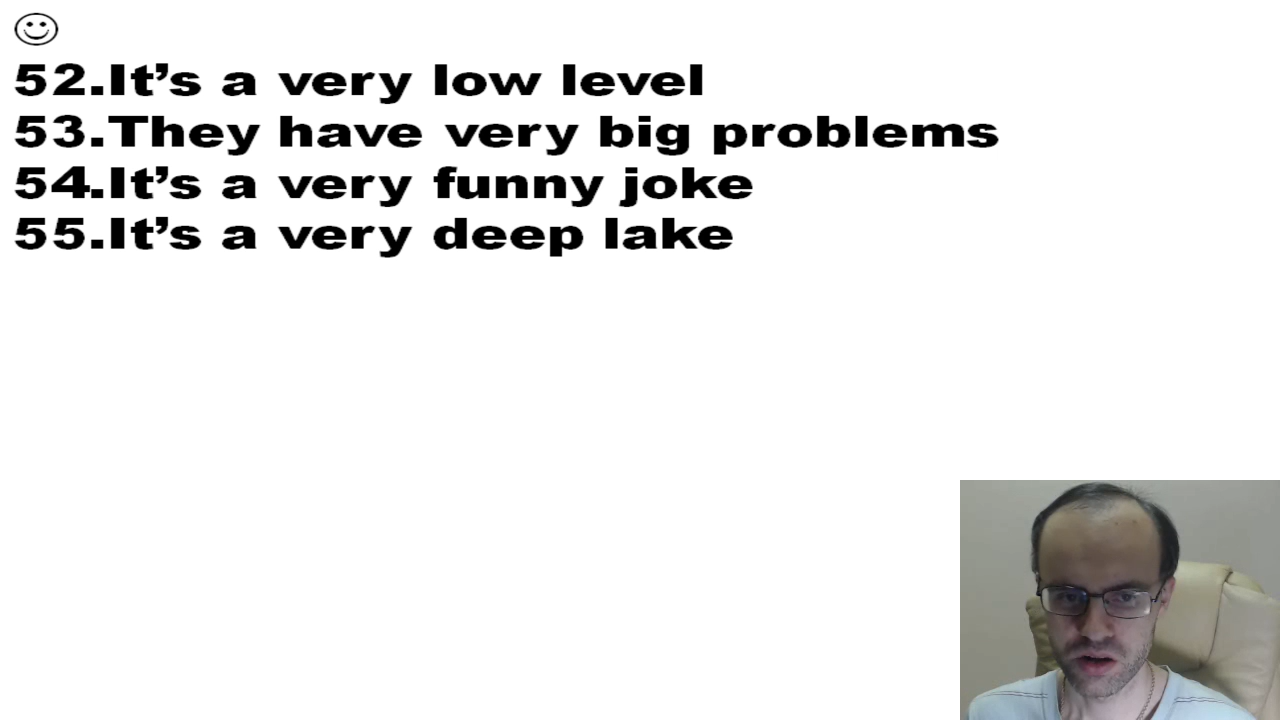 52.It’s a very low level
53.They have very big problems
54.It’s a very funny joke
55.It’s a very deep lake